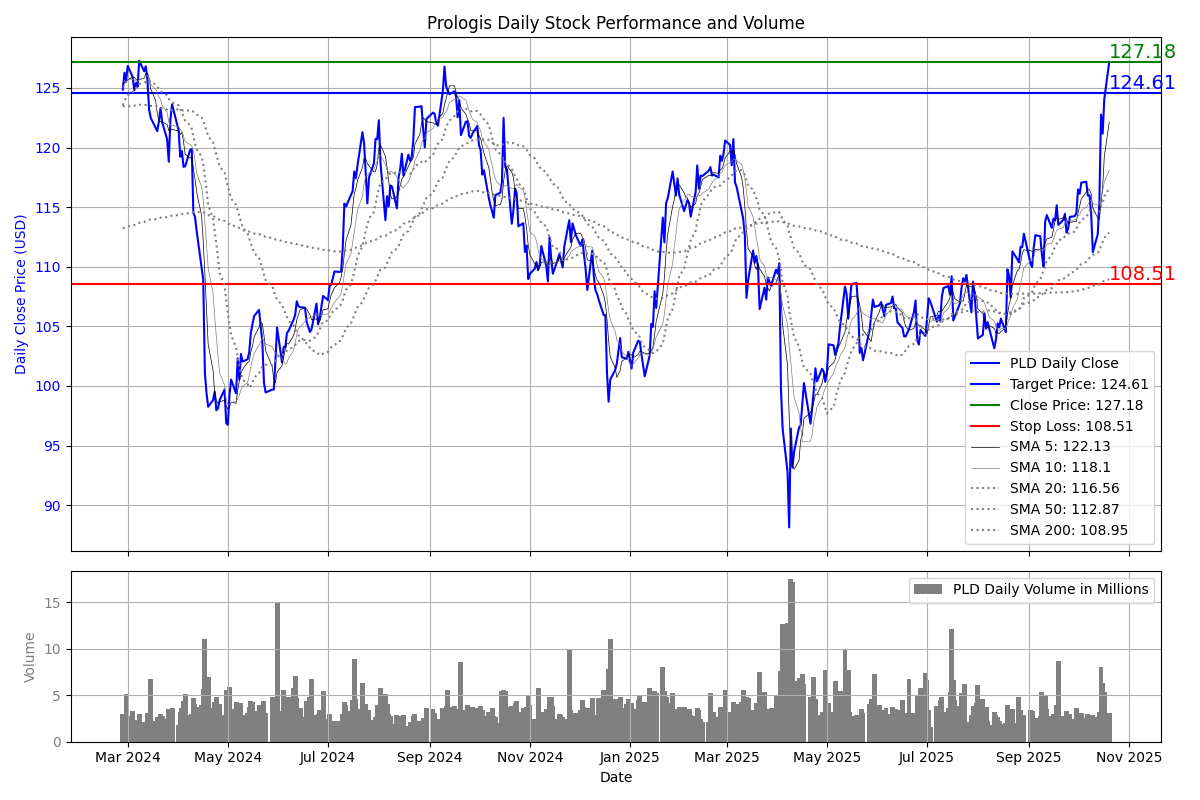 Prologis Daily Stock Performance and Volume
127.18
124.61
108.51
Daily Close Price (USD)
125
120
115
110
105
100
95
90
PLD Daily Close
Target Price: 124.61
Close Price: 127.18
Stop Loss: 108.51
SMA 5: 122.13
SMA 10: 118.1
SMA 20: 116.56
SMA 50: 112.87
SMA 200: 108.95
PLD Daily Volume in Millions
Volume
15
10
5
0
Mar 2024 May 2024 Jul 2024 Sep 2024 Nov 2024 Jan 2025 Mar 2025 May 2025 Jul 2025 Sep 2025 Nov 2025
Date